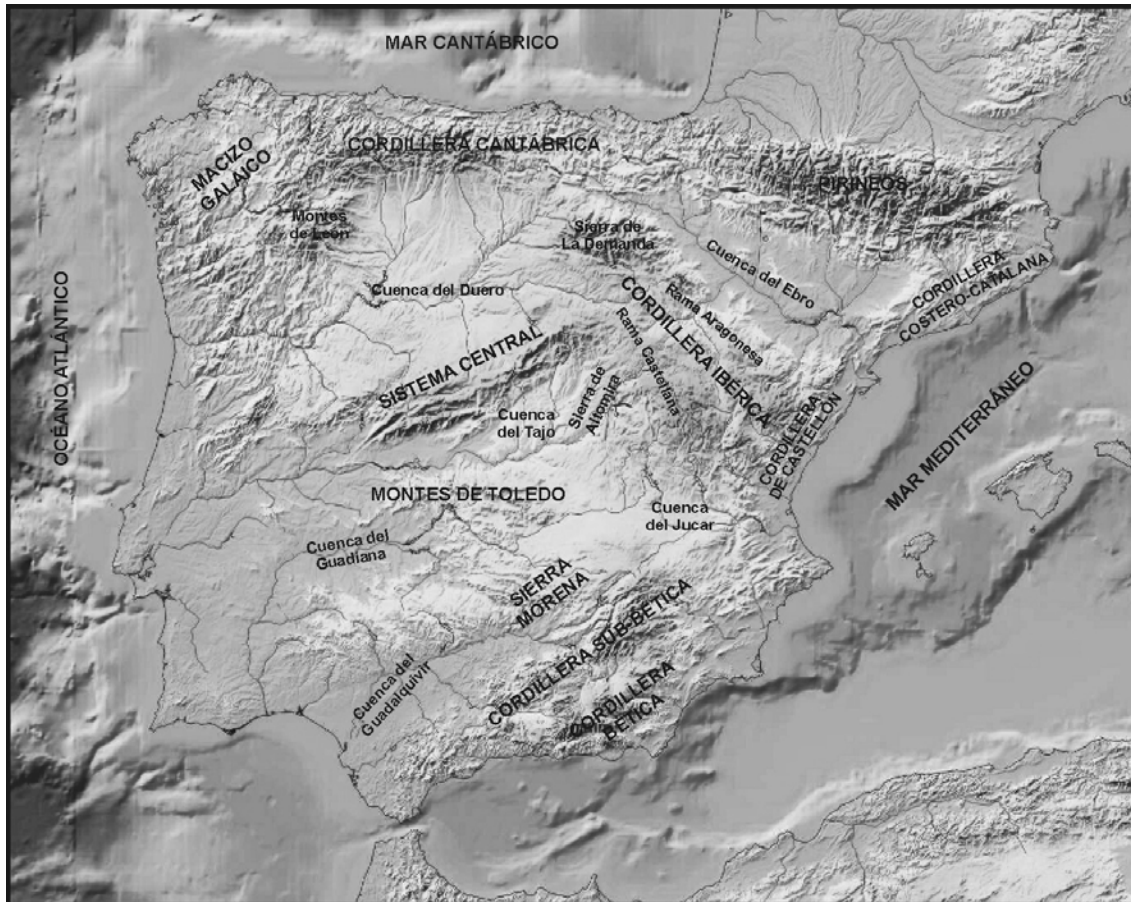 MAR CANTÁBRICO
CORDILLERA CANTÁBRICA
MACIZO
GALÁICO
PIRINEOS
Montes
de León
Sierra de
La Demanda
Cuenca del Ebro
CORDILLERA
COSTERO-CATALANA
Cuenca del Duero
Rama Aragonesa
OCÉANO ATLÁNTICO
CORDILLERA IBÉRICA
Rama Castellana
SISTEMA CENTRAL
Sierra de
Altomira
Cuenca
del Tajo
CORDILLERA
DE CASTELLÓN
MAR MEDITERRÁNEO
MONTES DE TOLEDO
Cuenca
del Jucar
Cuenca del
Guadiana
SIERRA
MORENA
CORDILLERA SUB-BETICA
Cuenca del
Guadalquivir
CORDILLERA
BETICA